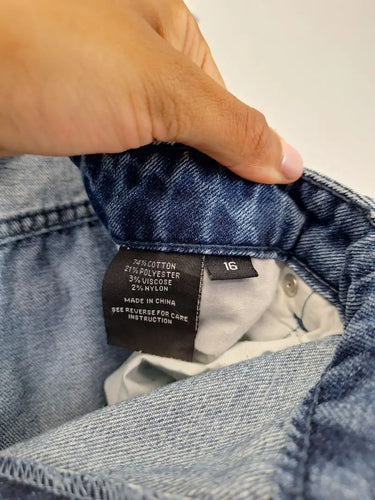 74% COTTON
21% POLYESTER
3% VISCOSE
2% NYLON
MADE IN CHINA
SEE REVERSE FOR CARE
INSTRUCTION
16